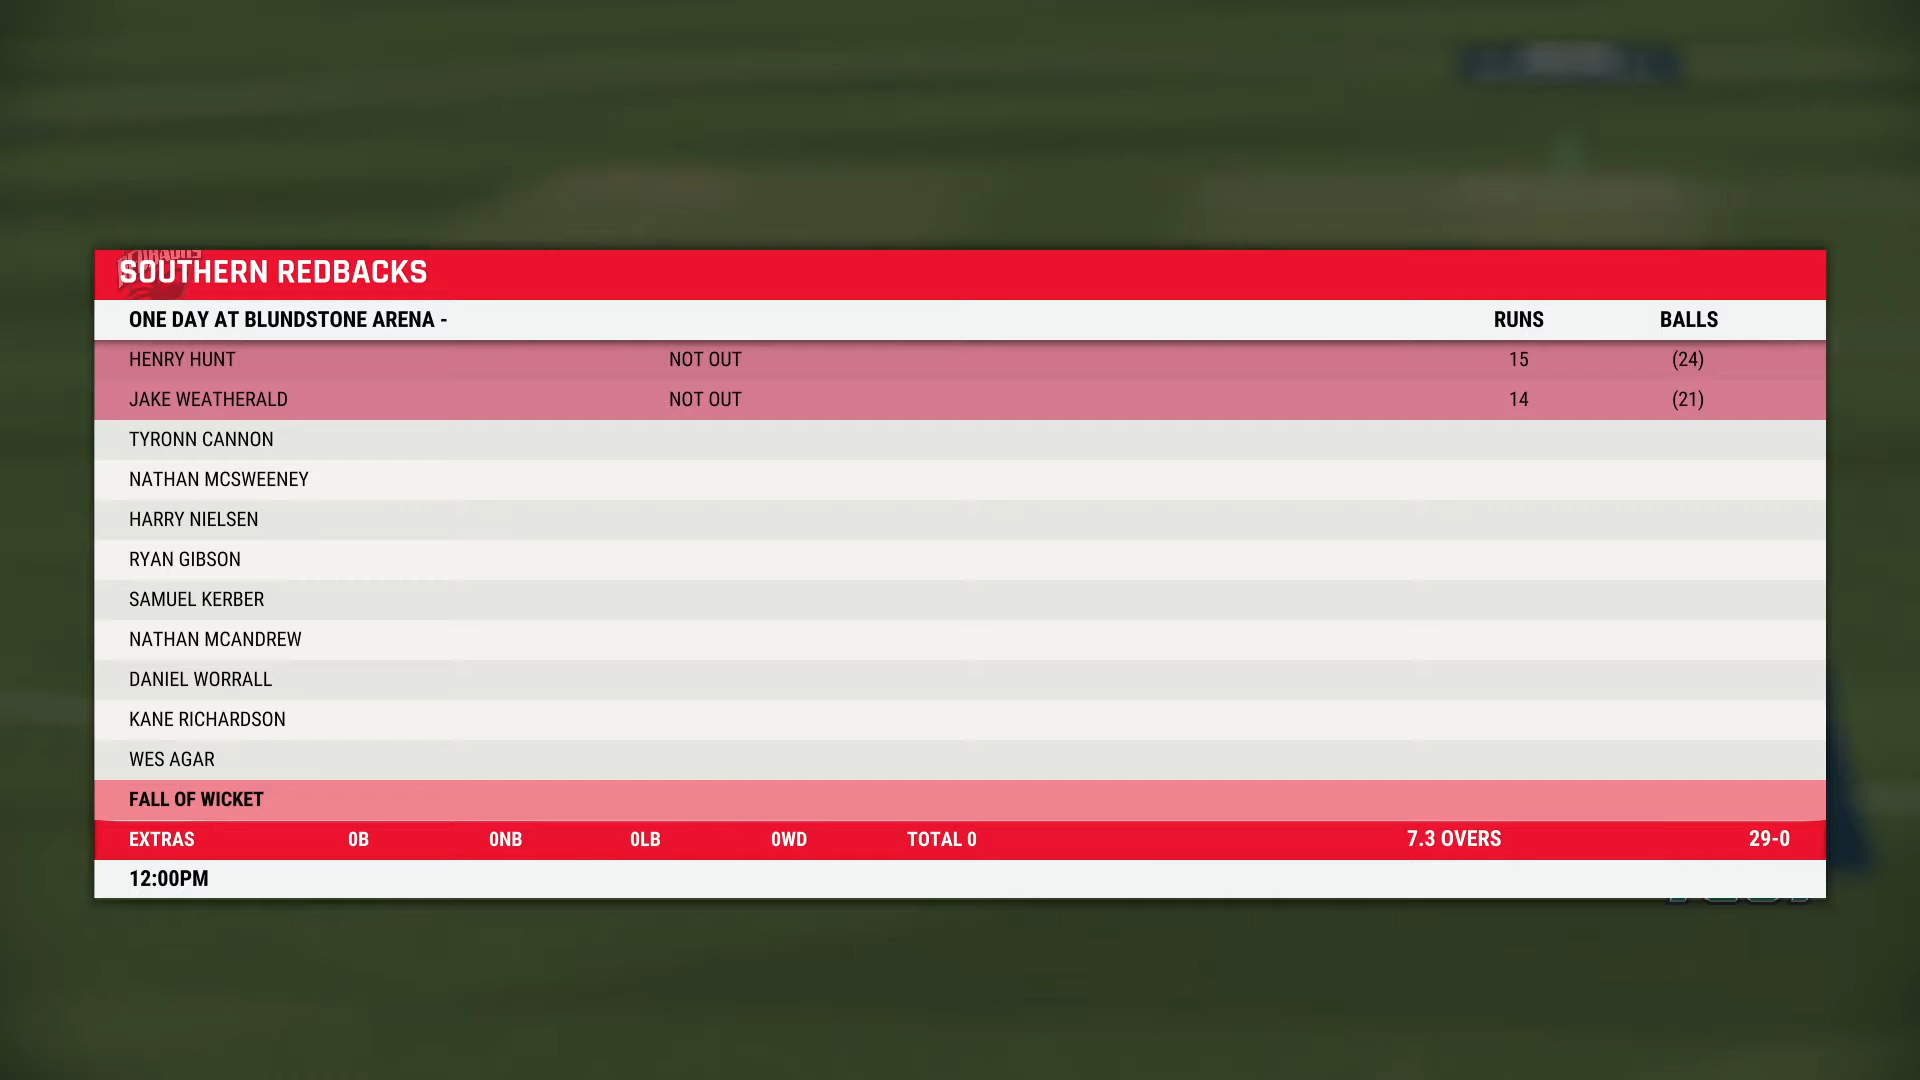 SOUTHERN REDBACKS
ONE DAY AT BLUNDSTONE ARENA - RUNS BALLS
HENRY HUNT NOT OUT 15 (24)
JAKE WEATHERALD NOT OUT 14 (21)
TYRONN CANNON
NATHAN MCSWEENEY
HARRY NIELSEN
RYAN GIBSON
SAMUEL KERBER
NATHAN MCANDREW
DANIEL WORRALL
KANE RICHARDSON
WES AGAR
FALL OF WICKET
EXTRAS 0B 0NB 0LB 0WD TOTAL 0 7.3 OVERS 29-0
12:00PM